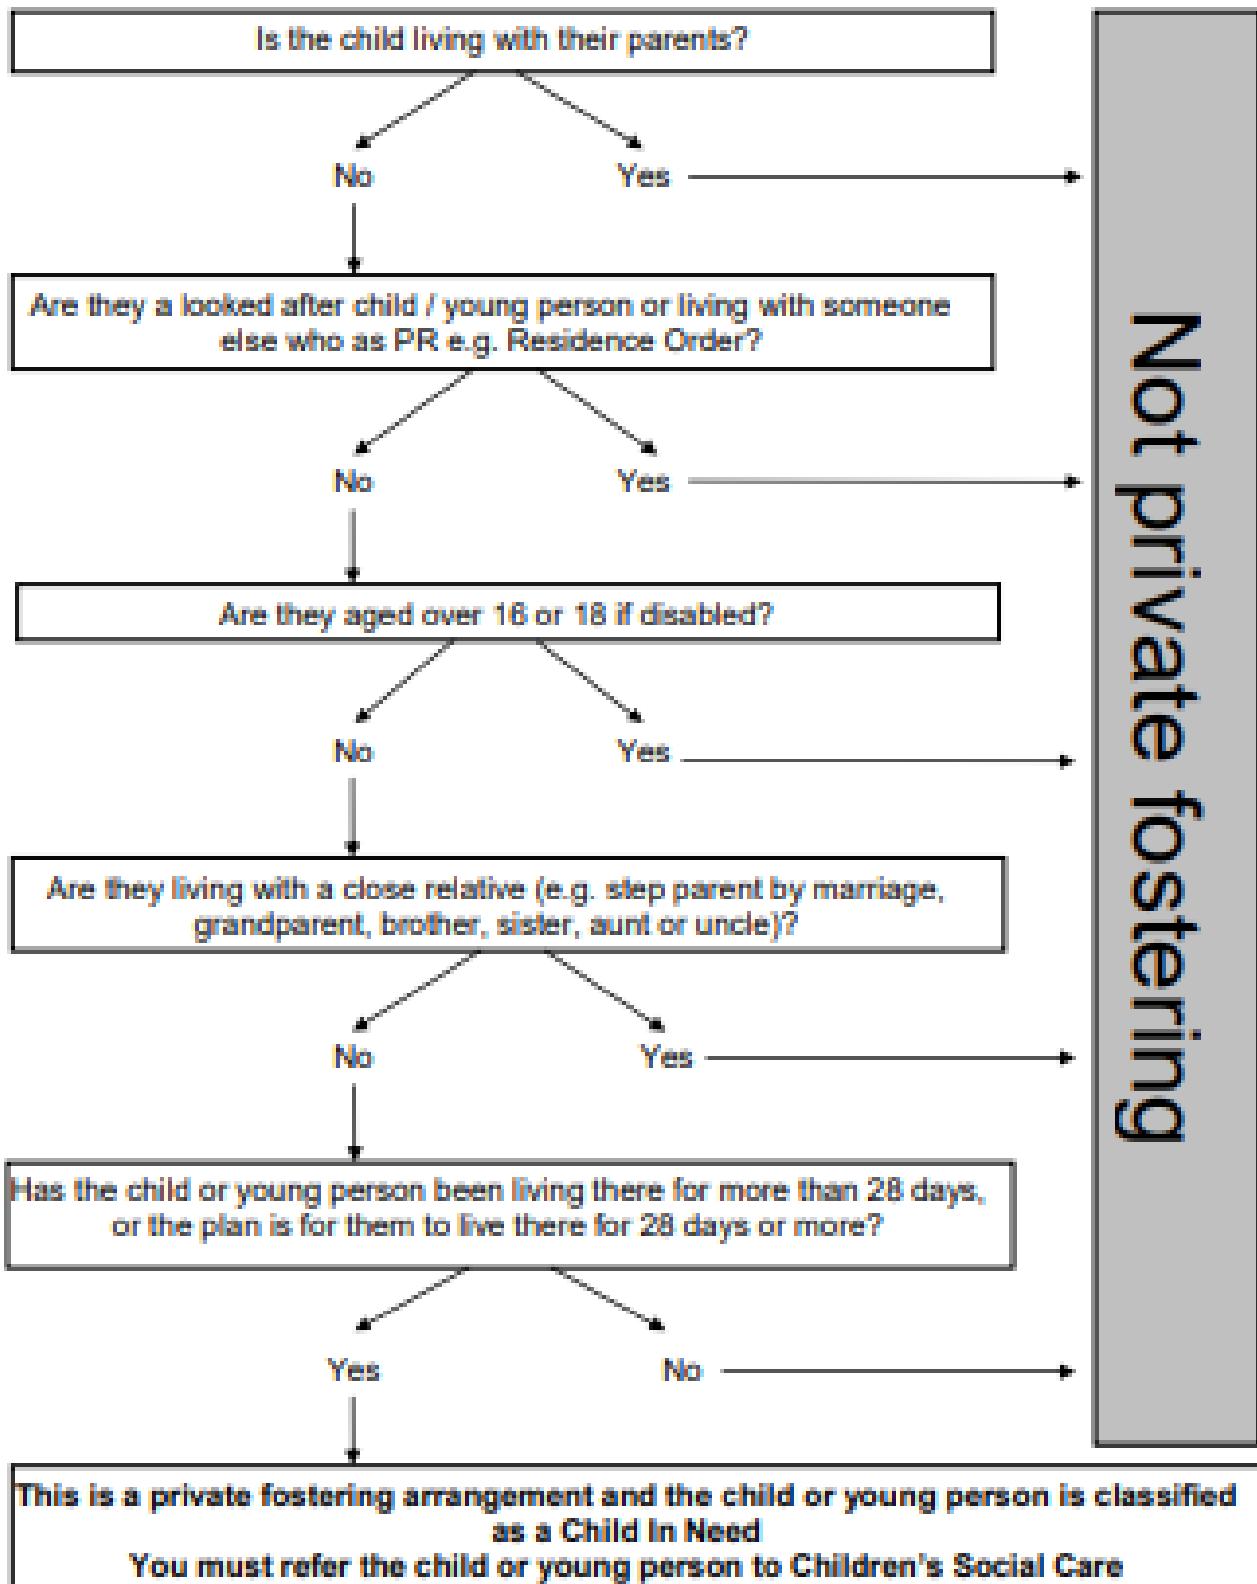 Is the child living with their parents?
No
Yes
Are they a looked after child / young person or living with someone
else who as PR e.g. Residence Order?
No
Yes
Are they aged over 16 or 18 if disabled?
No
Yes
Are they living with a close relative (e.g. step parent by marriage,
grandparent, brother, sister, aunt or uncle)?
No
Yes
Has the child or young person been living there for more than 28 days,
or the plan is for them to live there for 28 days or more?
Yes
No
Not private fostering
This is a private fostering arrangement and the child or young person is classified
as a Child In Need
You must refer the child or young person to Children's Social Care